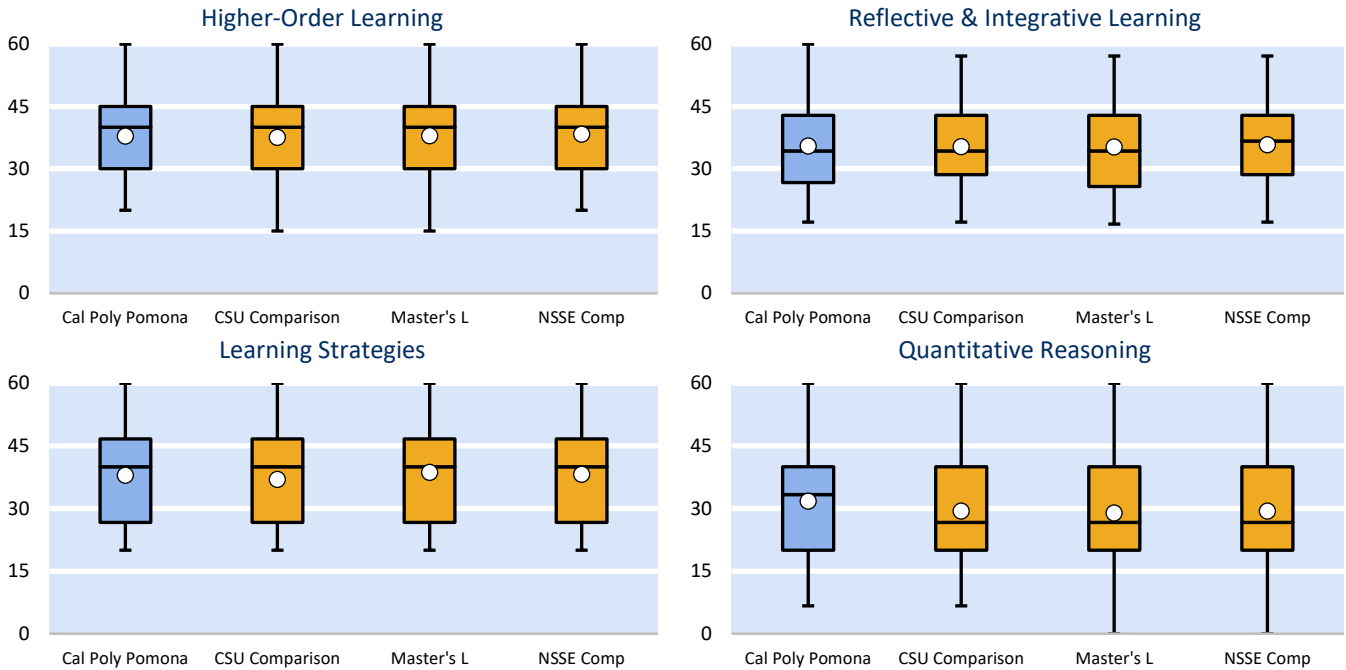 Higher-Order Learning
60
45
30
15
0
Cal Poly Pomona CSU Comparison Master's L NSSE Comp
Reflective & Integrative Learning
60
45
30
15
0
Cal Poly Pomona CSU Comparison Master's L NSSE Comp
Learning Strategies
60
45
30
15
0
Cal Poly Pomona CSU Comparison Master's L NSSE Comp
Quantitative Reasoning
60
45
30
15
0
Cal Poly Pomona CSU Comparison Master's L NSSE Comp